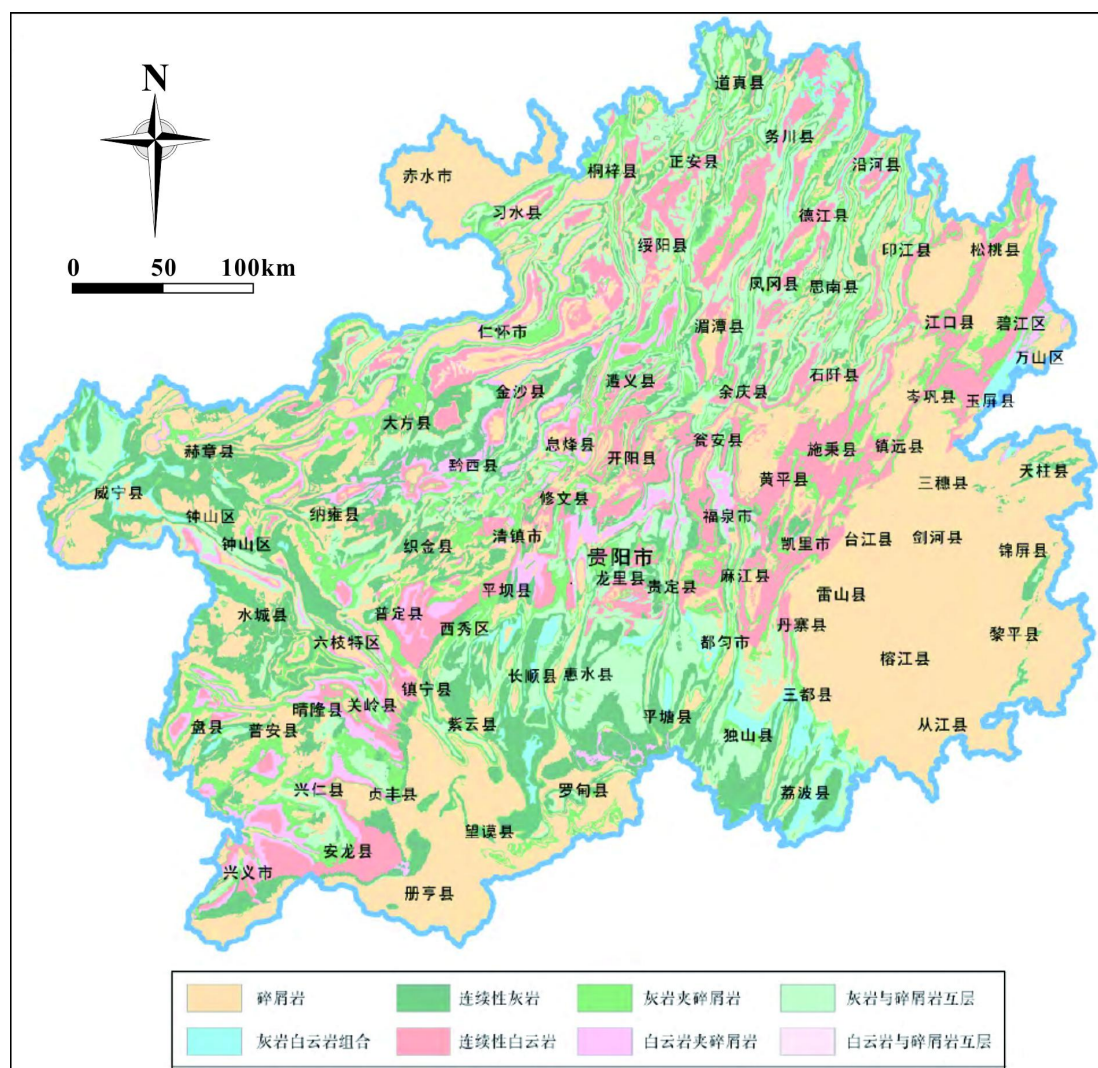 N
0 50 100km
道真县
务川县
桐梓县
正安县
沿河县
赤水市
习水县
德江县
绥阳县
印江县
松桃县
凤冈县
思南县
仁怀市
湄潭县
江口县
碧江区
万山区
金沙县
遵义县
余庆县
石阡县
岑巩县
玉屏县
大方县
赫章县
黔西县
息烽县
开阳县
瓮安县
施秉县
镇远县
天柱县
威宁县
钟山区
纳雍县
修文县
黄平县
三穗县
钟山区
织金县
清镇市
贵阳市
福泉市
凯里市
台江县
剑河县
锦屏县
水城县
普定县
平坝县
龙里县
贵定县
麻江县
雷山县
六枝特区
西秀区
都匀市
丹寨县
黎平县
榕江县
镇宁县
长顺县
惠水县
晴隆县
关岭县
三都县
盘县
普安县
紫云县
平塘县
独山县
从江县
兴仁县
贞丰县
罗甸县
荔波县
望谟县
兴义市
安龙县
册亨县
碎屑岩 连续性灰岩 灰岩夹碎屑岩 灰岩与碎屑岩互层
灰岩白云岩组合 连续性白云岩 白云岩夹碎屑岩 白云岩与碎屑岩互层